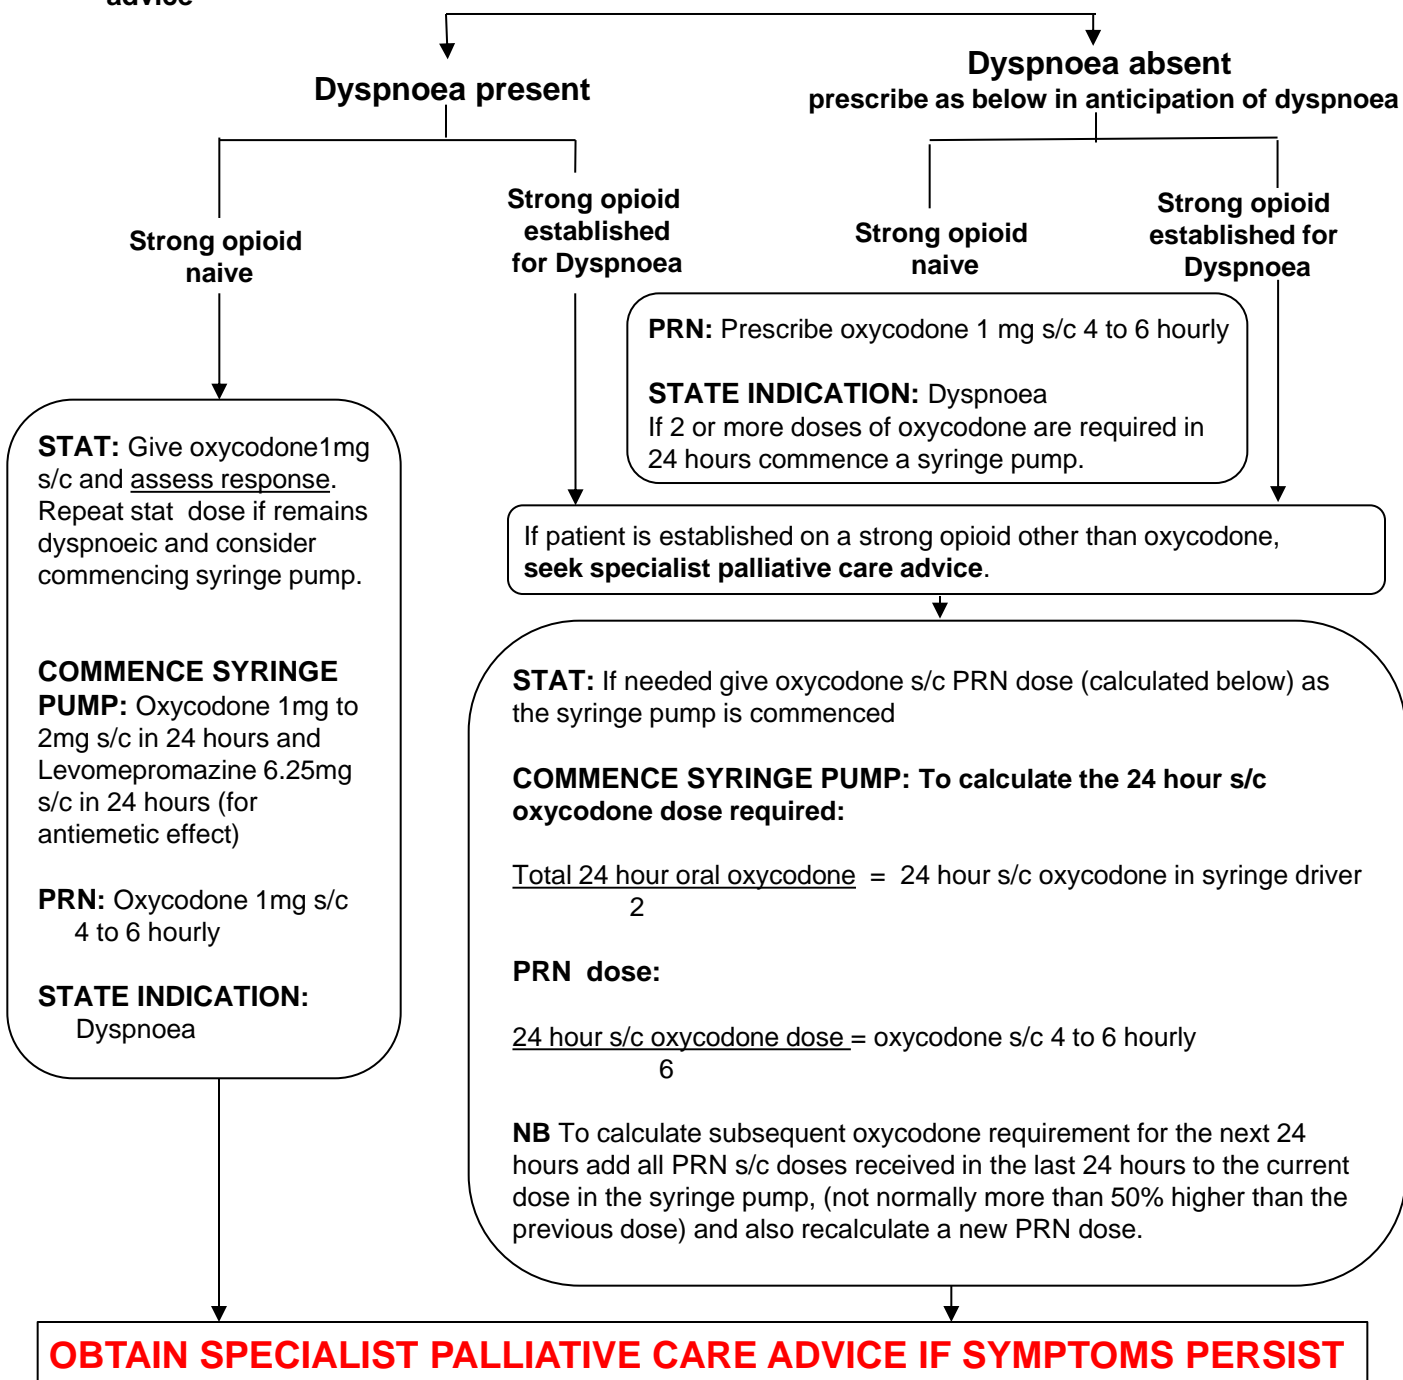 advice
Dyspnoea present
Dyspnoea absent
prescribe as below in anticipation of dyspnoea
Strong opioid
naive
Strong opioid
established
for Dyspnoea
Strong opioid
naive
Strong opioid
established for
Dyspnoea
PRN: Prescribe oxycodone 1 mg s/c 4 to 6 hourly
STATE INDICATION: Dyspnoea
If 2 or more doses of oxycodone are required in
24 hours commence a syringe pump.
STAT: Give oxycodone1mg
s/c and assess response.
Repeat stat dose if remains
dyspnoeic and consider
commencing syringe pump.
COMMENCE SYRINGE
PUMP: Oxycodone 1mg to
2mg s/c in 24 hours and
Levomepromazine 6.25mg
s/c in 24 hours (for
antiemetic effect)
PRN: Oxycodone 1mg s/c
4 to 6 hourly
STATE INDICATION:
Dyspnoea
If patient is established on a strong opioid other than oxycodone,
seek specialist palliative care advice.
STAT: If needed give oxycodone s/c PRN dose (calculated below) as
the syringe pump is commenced
COMMENCE SYRINGE PUMP: To calculate the 24 hour s/c
oxycodone dose required:
Total 24 hour oral oxycodone = 24 hour s/c oxycodone in syringe driver
2
PRN dose:
24 hour s/c oxycodone dose = oxycodone s/c 4 to 6 hourly
6
NB To calculate subsequent oxycodone requirement for the next 24
hours add all PRN s/c doses received in the last 24 hours to the current
dose in the syringe pump, (not normally more than 50% higher than the
previous dose) and also recalculate a new PRN dose.
OBTAIN SPECIALIST PALLIATIVE CARE ADVICE IF SYMPTOMS PERSIST